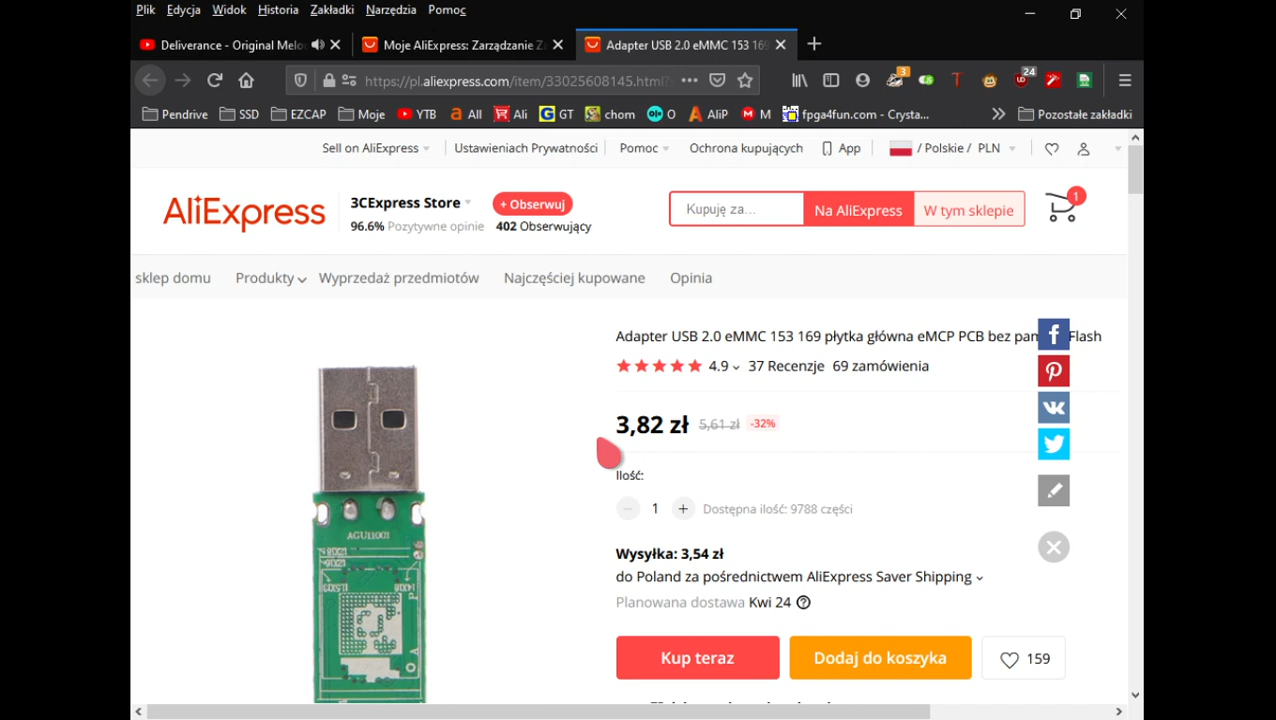 Plik Edycja Widok Historia Zakładki Narzędzia Pomoc
Deliverance - Original Melo
Moje AliExpress: Zarządzanie Z
Adapter USB 2.0 eMMC 153 169
https://pl.aliexpress.com/item/33025608145.html?
3
24
Pendrive SSD EZCAP Moje YTB All Ali GT chom O AliP M fpga4fun.com - Crysta... Pozostałe zakładki
Sell on AliExpress Ustawieniach Prywatności Pomoc Ochrona kupujących App / Polskie / PLN
AliExpress
3CExpress Store
+ Obserwuj
96.6% Pozytywne opinie 402 Obserwujący
Kupuję za... Na AliExpress W tym sklepie
1
sklep domu Produkty Wyprzedaż przedmiotów Najczęściej kupowane Opinia
Adapter USB 2.0 eMMC 153 169 płytka główna eMCP PCB bez Flash
4.9 37 Recenzje 69 zamówienia
3,82 zł 5,61 zł -32%
Ilość:
1 Dostępna ilość: 9788 części
Wysyłka: 3,54 zł
do Poland za pośrednictwem AliExpress Saver Shipping
Planowana dostawa Kwi 24
Kup teraz Dodaj do koszyka 159
AGU11001